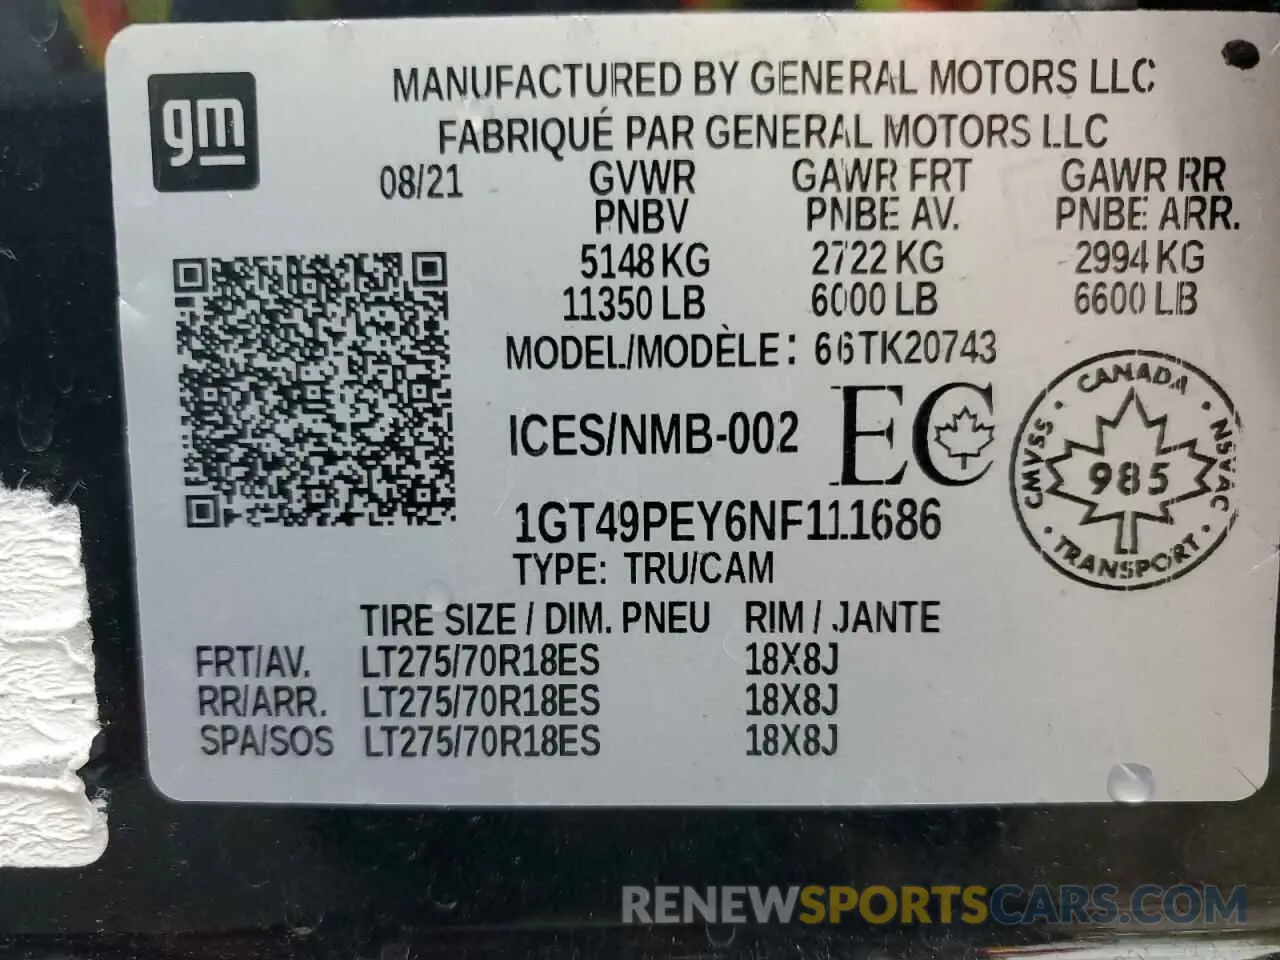 gm
MANUFACTURED BY GENERAL MOTORS LLC
FABRIQUÉ PAR GENERAL MOTORS LLC
08/21 GVWR GAWR FRT GAWR RR
PNBV PNBE AV. PNBE ARR.
5148 KG 2722 KG 2994 KG
11350 LB 6000 LB 6600 LB
MODEL/MODÈLE: 66TK20743
ICES/NMB-002 EC
CANADA
CMVSS · 985 · NSVAC
· TRANSPORT ·
1GT49PEY6NF111686
TYPE: TRU/CAM
TIRE SIZE / DIM. PNEU RIM / JANTE
FRT/AV. LT275/70R18ES 18X8J
RR/ARR. LT275/70R18ES 18X8J
SPA/SOS LT275/70R18ES 18X8J
RENEWSPORTSCARS.COM